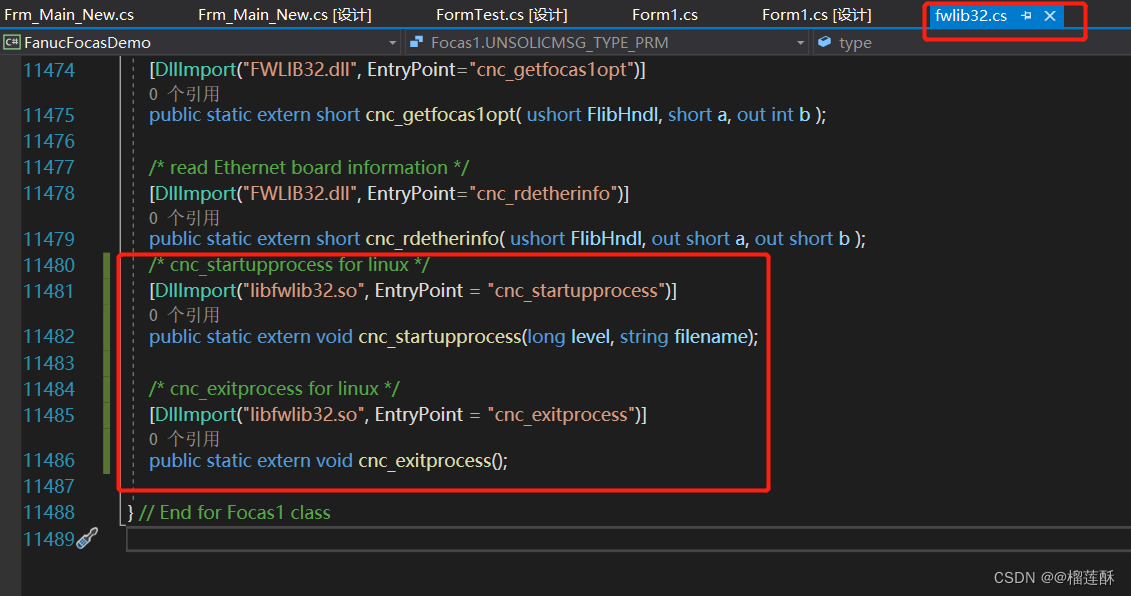 Frm_Main_New.cs Frm_Main_New.cs [设计] FormTest.cs [设计] Form1.cs Form1.cs [设计] fwlib32.cs
C# FanucFocasDemo Focas1.UNSOLICMSG_TYPE_PRM type
11474 [DllImport("FWLIB32.dll", EntryPoint="cnc_getfocas1opt")]
0 个引用
11475 public static extern short cnc_getfocas1opt( ushort FlibHndl, short a, out int b );
11476
11477 /* read Ethernet board information */
11478 [DllImport("FWLIB32.dll", EntryPoint="cnc_rdetherinfo")]
0 个引用
11479 public static extern short cnc_rdetherinfo( ushort FlibHndl, out short a, out short b );
11480 /* cnc_startupprocess for linux */
11481 [DllImport("libfwlib32.so", EntryPoint = "cnc_startupprocess")]
0 个引用
11482 public static extern void cnc_startupprocess(long level, string filename);
11483
11484 /* cnc_exitprocess for linux */
11485 [DllImport("libfwlib32.so", EntryPoint = "cnc_exitprocess")]
0 个引用
11486 public static extern void cnc_exitprocess();
11487
11488 } // End for Focas1 class
11489
CSDN @@榴莲酥